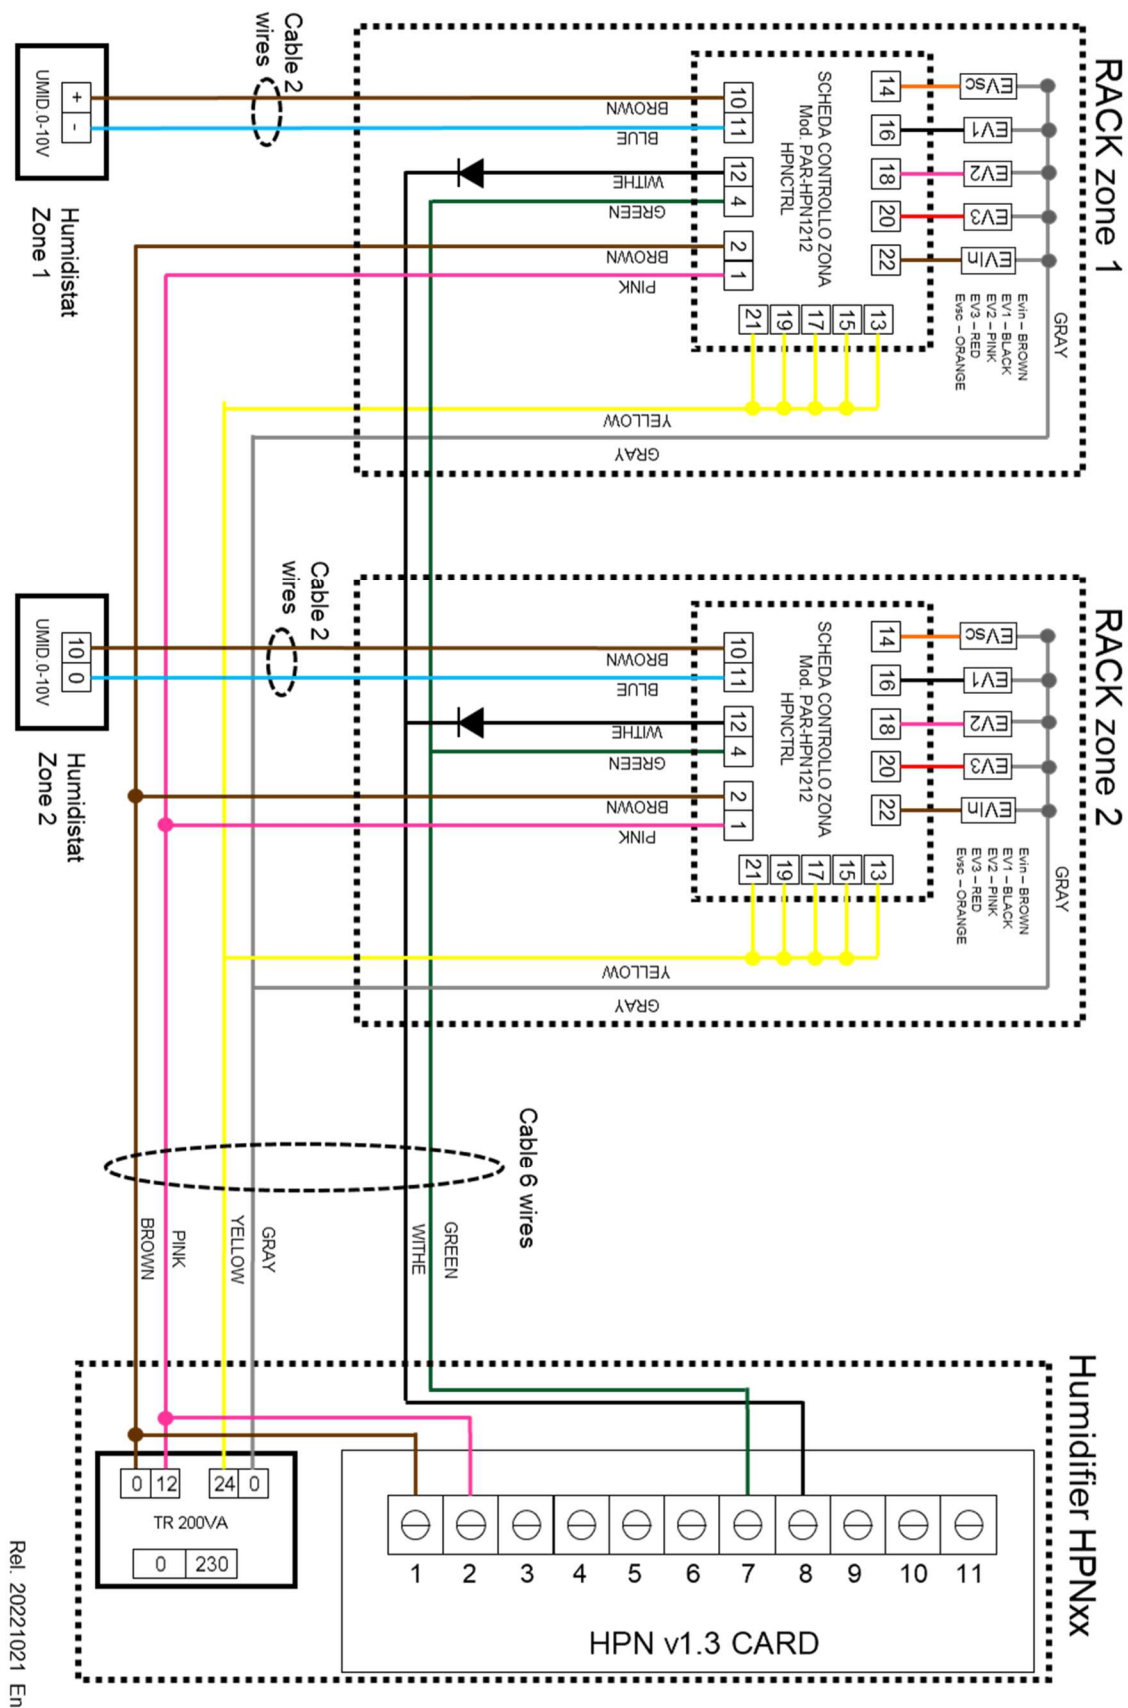 RACK zone 1
Cable 2
wires
UMID.0-10V
+
-
Humidistat
Zone 1
10
11
12
4
2
1
BROWN
BLUE
WITHE
GREEN
BROWN
PINK
SCHEDA CONTROLLO ZONA
Mod. PAR-HPN1212
HPNCTRL
14
16
18
20
22
EVsc
EV1
EV2
EV3
EVIn
21
19
17
15
13
Evin – BROWN
EV1 – BLACK
EV2 – PINK
EV3 – RED
Evsc – ORANGE
GRAY
YELLOW
GRAY
RACK zone 2
Cable 2
wires
UMID.0-10V
10
0
Humidistat
Zone 2
10
11
12
4
2
1
BROWN
BLUE
WITHE
GREEN
BROWN
PINK
SCHEDA CONTROLLO ZONA
Mod. PAR-HPN1212
HPNCTRL
14
16
18
20
22
EVsc
EV1
EV2
EV3
EVIn
21
19
17
15
13
Evin – BROWN
EV1 – BLACK
EV2 – PINK
EV3 – RED
Evsc – ORANGE
GRAY
YELLOW
GRAY
Cable 6 wires
BROWN
PINK
YELLOW
GRAY
WITHE
GREEN
Humidifier HPNxx
0 12 24 0
TR 200VA
0 230
1 2 3 4 5 6 7 8 9 10 11
HPN v1.3 CARD
Rel. 20221021 En